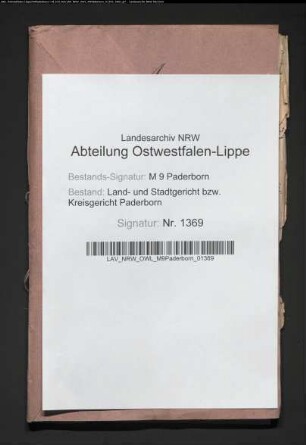 Landesarchiv NRW
Abteilung Ostwestfalen-Lippe
Bestands-Signatur: M 9 Paderborn
Bestand: Land- und Stadtgericht bzw.
Kreisgericht Paderborn
Signatur: Nr. 1369
LAV_NRW_OWL_M9Paderborn_01369